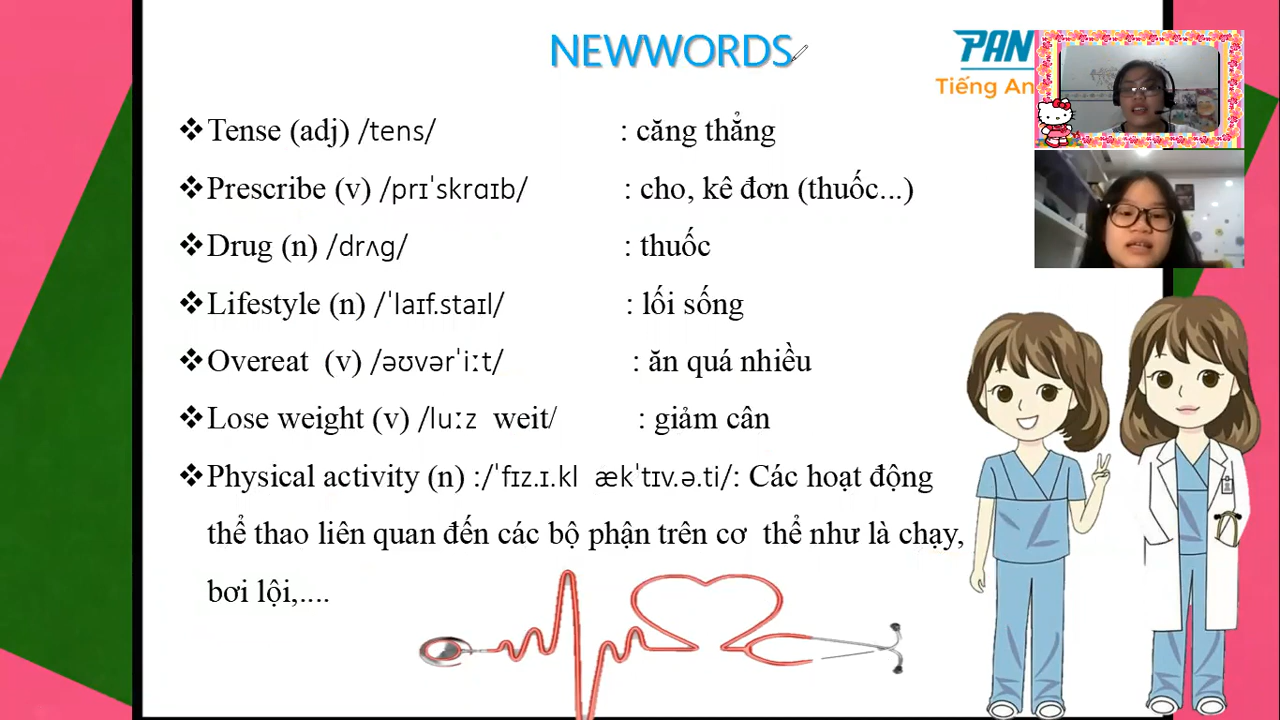 NEWWORDS
PAN
Tiếng An
❖Tense (adj) /tens/ : căng thẳng
❖Prescribe (v) /prɪˈskrɑɪb/ : cho, kê đơn (thuốc...)
❖Drug (n) /drʌg/ : thuốc
❖Lifestyle (n) /ˈlaɪf.staɪl/ : lối sống
❖Overeat (v) /əʊvərˈiːt/ : ăn quá nhiều
❖Lose weight (v) /luːz weit/ : giảm cân
❖Physical activity (n) :/ˈfɪz.ɪ.kl ækˈtɪv.ə.ti/: Các hoạt động
thể thao liên quan đến các bộ phận trên cơ thể như là chạy,
bơi lội,....